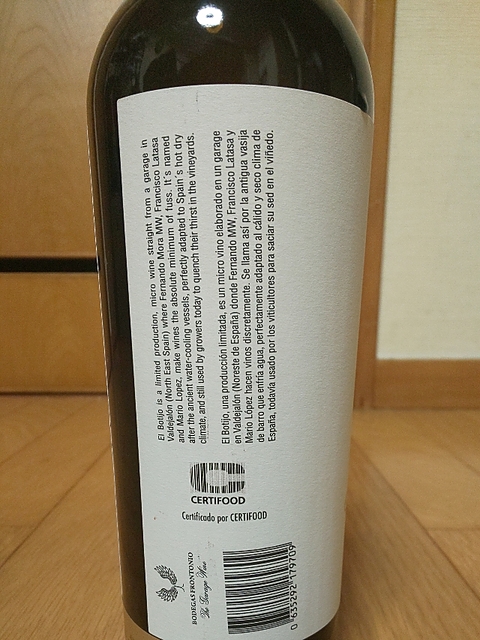 El Botijo is a limited production, micro wine straight from a garage in
Valdejalón (North East Spain) where Fernando Mora MW, Francisco Latasa
and Mario Lopez, make wines the absolute minimum of fuss. It´s named
after the ancient water-cooling vessels, perfectly adapted to Spain´s hot dry
climate, and still used by growers today to quench their thirst in the vineyards.
El Botijo, una producción limitada, es un micro vino elaborado en un garage
en Valdejalón (Noreste de España) donde Fernando MW, Francisco Latasa y
Mario López hacen vinos discretamente. Se llama así por la antigua vasija
de barro que enfría agua, perfectamente adaptado al cálido y seco clima de
España, todavía usado por los viticultores para saciar su sed en el viñedo.
CERTIFOOD
Certificado por CERTIFOOD
BODEGAS FRONTONIO
The Garage Wine
0 635292 179709